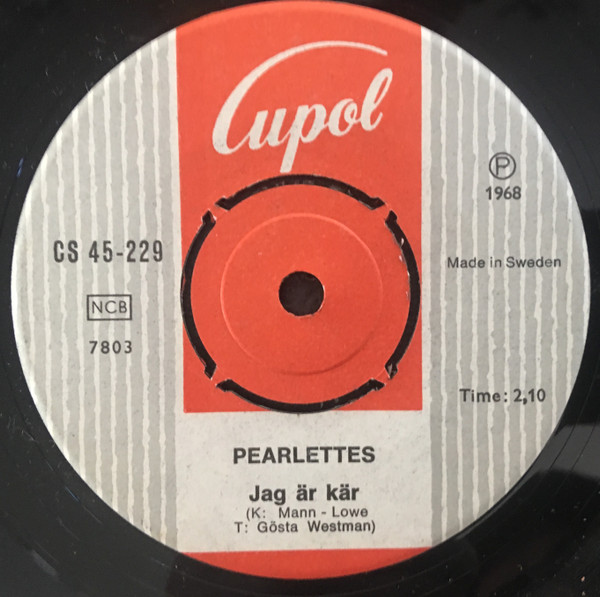 Cupol
℗
1968
CS 45-229
Made in Sweden
NCB
7803
Time: 2,10
PEARLETTES
Jag är kär
(K: Mann - Lowe
T: Gösta Westman)